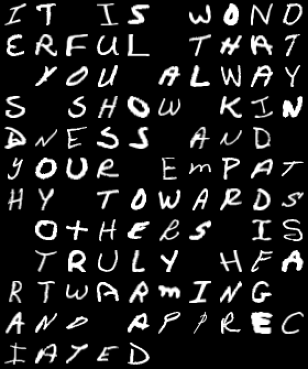 IT IS WOND
ERFUL THAT
YOU ALWAY
S SHOW KIN
DNESS AND
YOUR EmPAT
HY TOWARDS
OTHERS IS
TRULY HEA
RTWARmING
AND APPREC
IATED